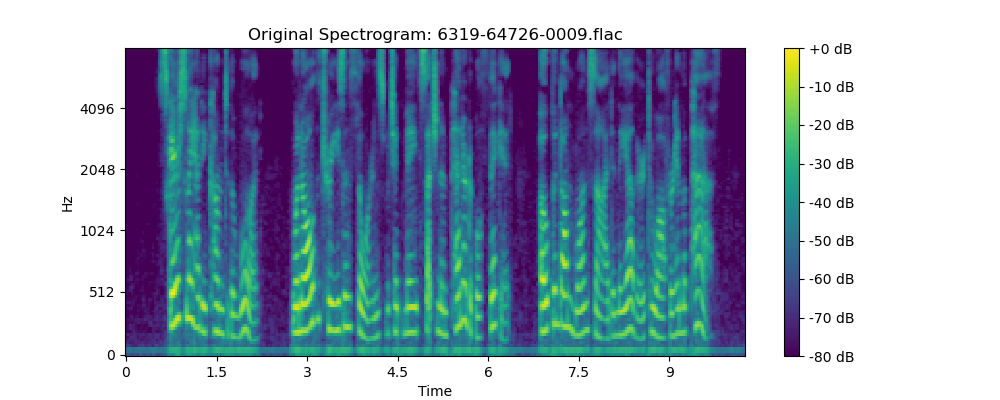 Original Spectrogram: 6319-64726-0009.flac
+0 dB
-10 dB
4096
-20 dB
-30 dB
2048
Hz
-40 dB
1024
-50 dB
-60 dB
512
-70 dB
0
-80 dB
0 1.5 3 4.5 6 7.5 9
Time